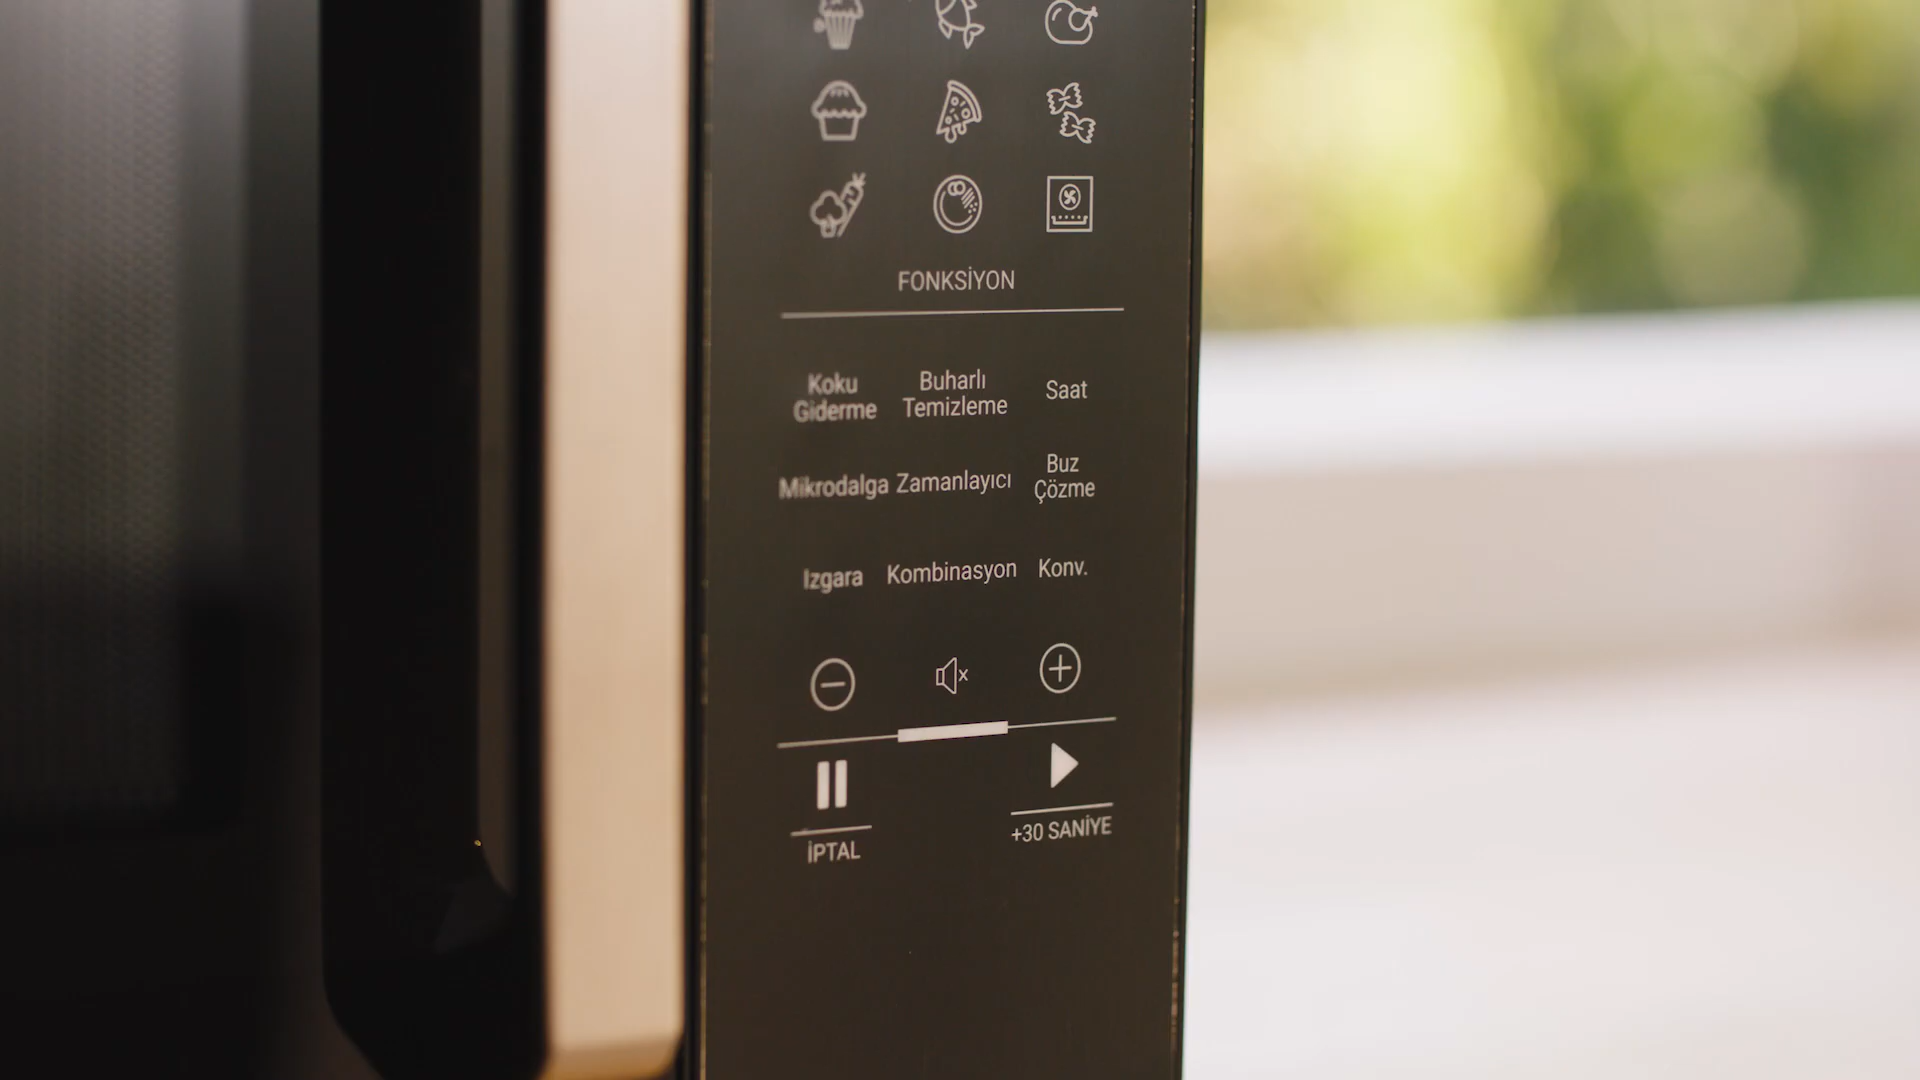 FONKSİYON
Koku Giderme
Buharlı Temizleme
Saat
Mikrodalga
Zamanlayıcı
Buz Çözme
Izgara
Kombinasyon
Konv.
İPTAL
+30 SANİYE